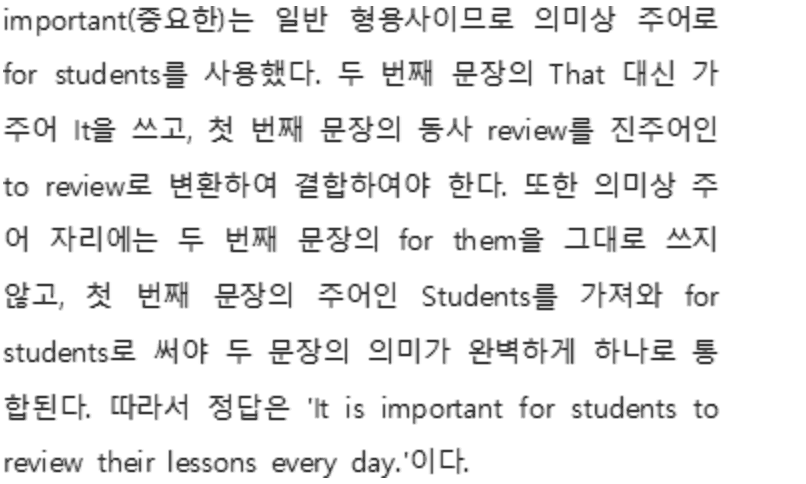 important(중요한)는 일반 형용사이므로 의미상 주어로
for students를 사용했다. 두 번째 문장의 That 대신 가
주어 It을 쓰고, 첫 번째 문장의 동사 review를 진주어인
to review로 변환하여 결합하여야 한다. 또한 의미상 주
어 자리에는 두 번째 문장의 for them을 그대로 쓰지
않고, 첫 번째 문장의 주어인 Students를 가져와 for
students로 써야 두 문장의 의미가 완벽하게 하나로 통
합된다. 따라서 정답은 'It is important for students to
review their lessons every day.'이다.